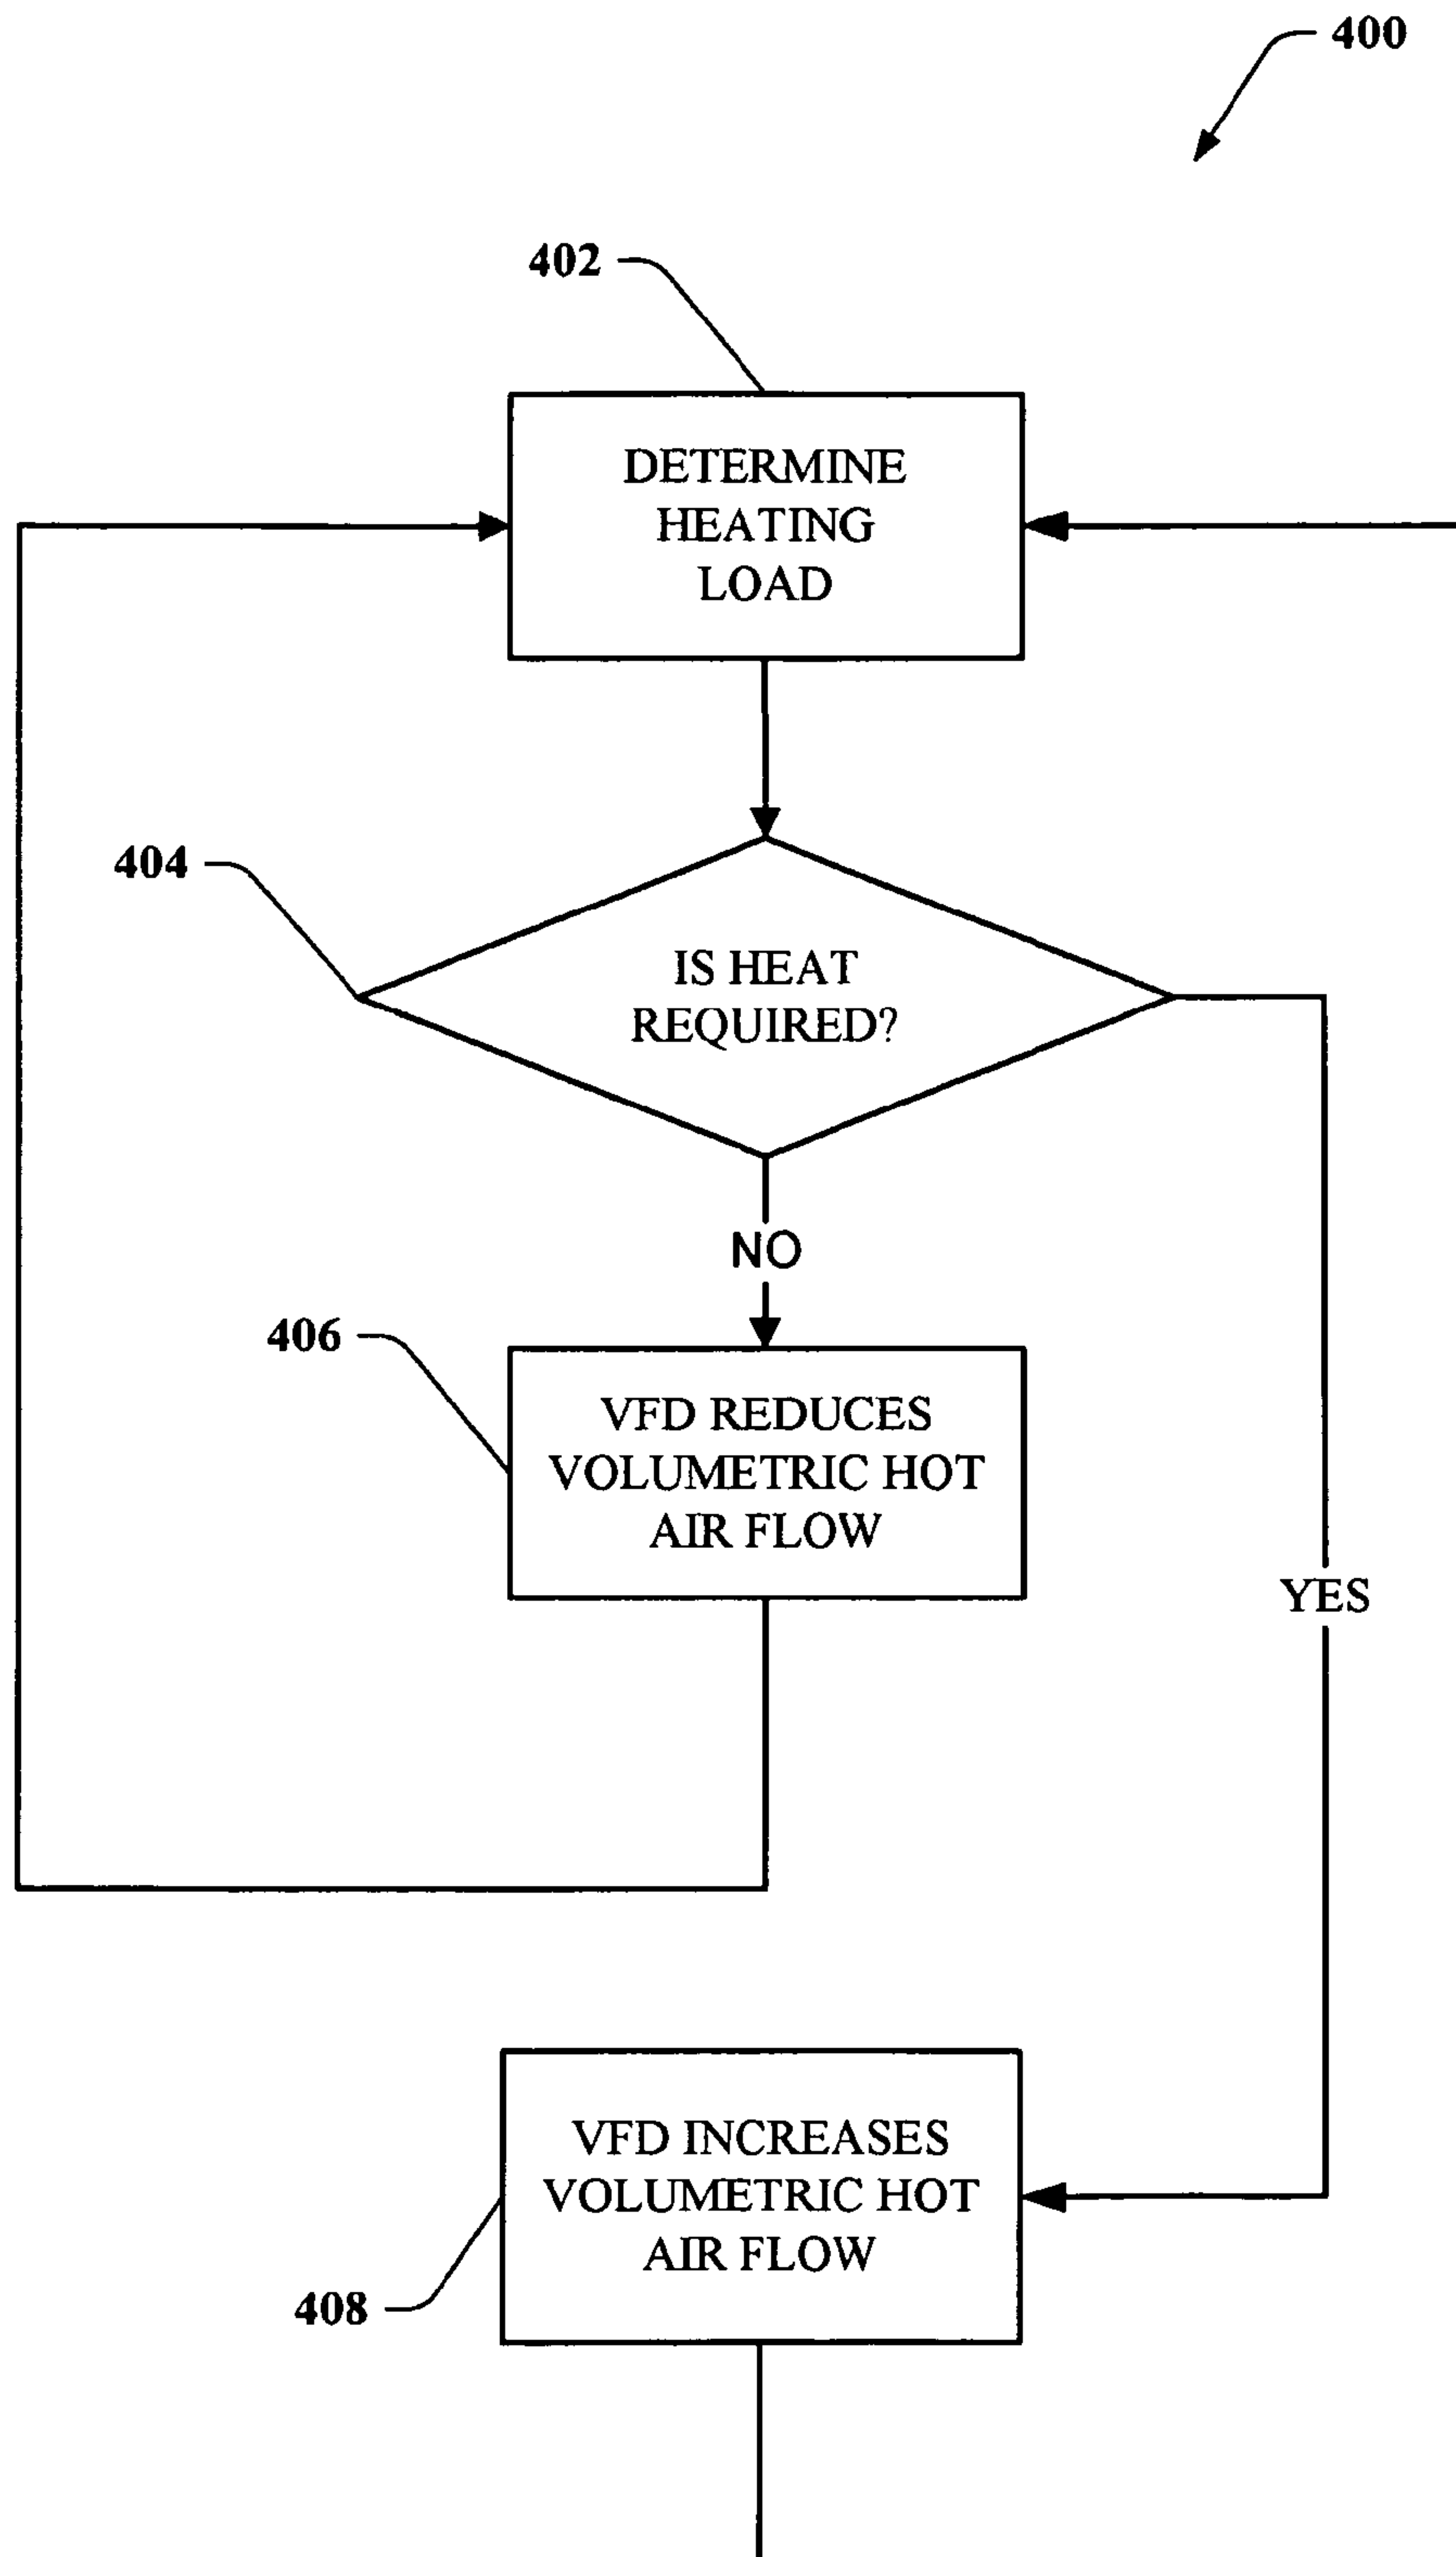 400
402
DETERMINE
HEATING
LOAD
404
IS HEAT
REQUIRED?
NO
406
VFD REDUCES
VOLUMETRIC HOT
AIR FLOW
YES
VFD INCREASES
VOLUMETRIC HOT
AIR FLOW
408